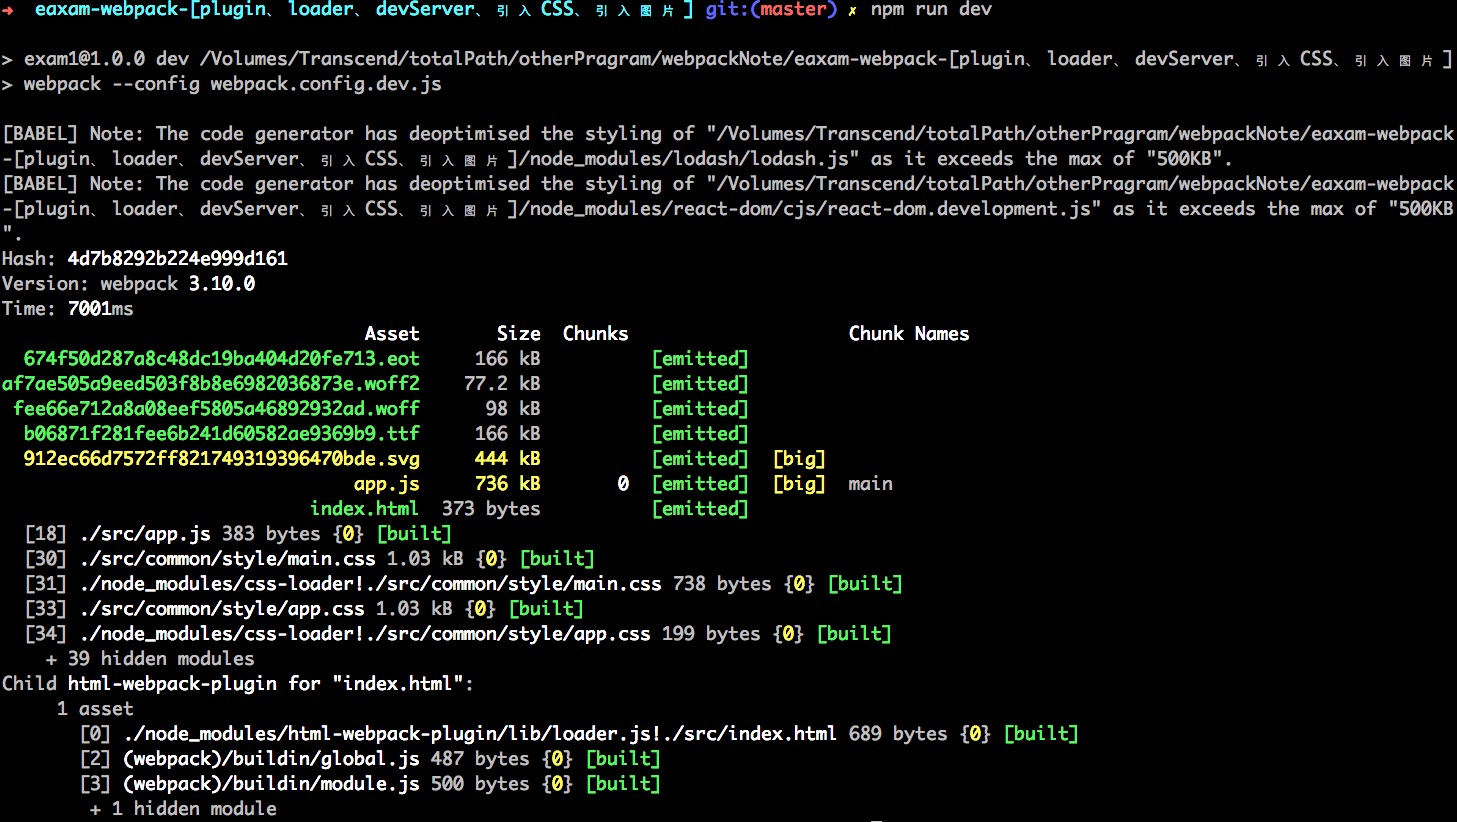 ➜  eaxam-webpack-[plugin、loader、devServer、引入CSS、引入图片] git:(master) ✗ npm run dev
> exam1@1.0.0 dev /Volumes/Transcend/totalPath/otherPragram/webpackNote/eaxam-webpack-[plugin、loader、devServer、引入CSS、引入图片]
> webpack --config webpack.config.dev.js
[BABEL] Note: The code generator has deoptimised the styling of "/Volumes/Transcend/totalPath/otherPragram/webpackNote/eaxam-webpack
-[plugin、loader、devServer、引入CSS、引入图片]/node_modules/lodash/lodash.js" as it exceeds the max of "500KB".
[BABEL] Note: The code generator has deoptimised the styling of "/Volumes/Transcend/totalPath/otherPragram/webpackNote/eaxam-webpack
-[plugin、loader、devServer、引入CSS、引入图片]/node_modules/react-dom/cjs/react-dom.development.js" as it exceeds the max of "500KB
".
Hash: 4d7b8292b224e999d161
Version: webpack 3.10.0
Time: 7001ms
Asset Size Chunks Chunk Names
674f50d287a8c48dc19ba404d20fe713.eot 166 kB [emitted]
af7ae505a9eed503f8b8e6982036873e.woff2 77.2 kB [emitted]
fee66e712a8a08eef5805a46892932ad.woff 98 kB [emitted]
b06871f281fee6b241d60582ae9369b9.ttf 166 kB [emitted]
912ec66d7572ff821749319396470bde.svg 444 kB [emitted] [big]
app.js 736 kB 0 [emitted] [big] main
index.html 373 bytes [emitted]
[18] ./src/app.js 383 bytes {0} [built]
[30] ./src/common/style/main.css 1.03 kB {0} [built]
[31] ./node_modules/css-loader!./src/common/style/main.css 738 bytes {0} [built]
[33] ./src/common/style/app.css 1.03 kB {0} [built]
[34] ./node_modules/css-loader!./src/common/style/app.css 199 bytes {0} [built]
+ 39 hidden modules
Child html-webpack-plugin for "index.html":
1 asset
[0] ./node_modules/html-webpack-plugin/lib/loader.js!./src/index.html 689 bytes {0} [built]
[2] (webpack)/buildin/global.js 487 bytes {0} [built]
[3] (webpack)/buildin/module.js 500 bytes {0} [built]
+ 1 hidden module